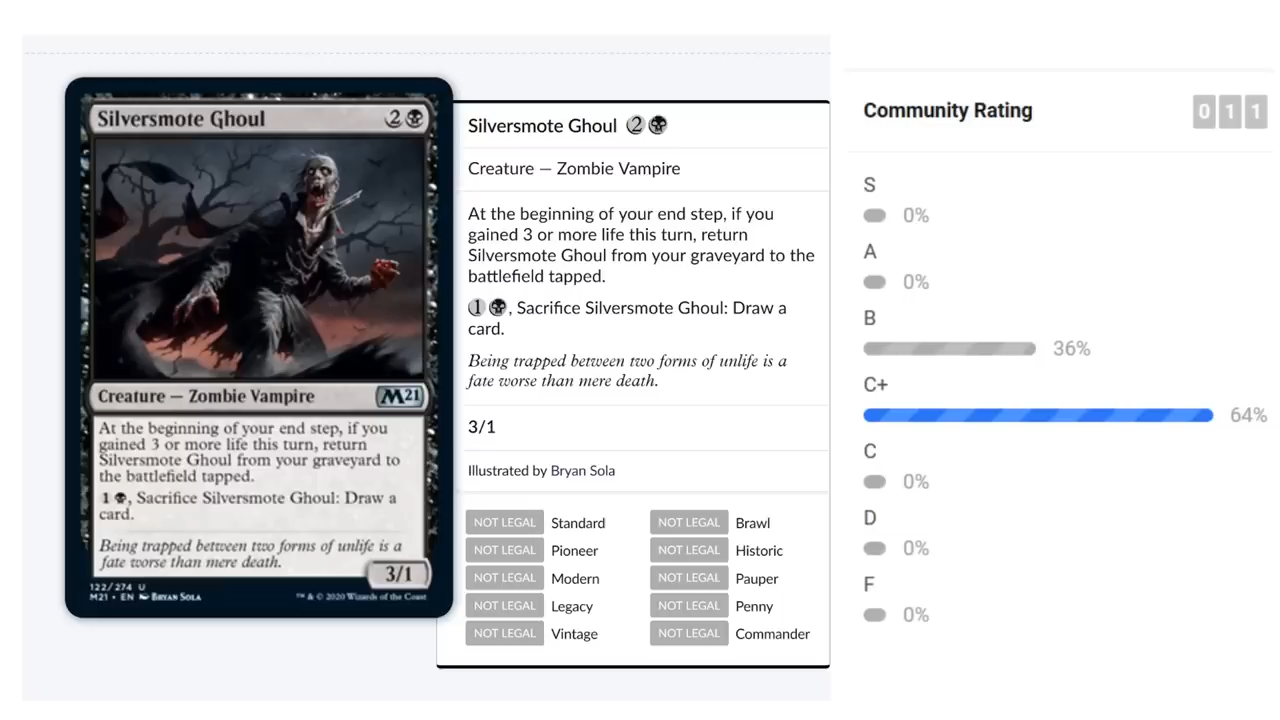 Silversmote Ghoul 2
Creature — Zombie Vampire
M21
At the beginning of your end step, if you
gained 3 or more life this turn, return
Silversmote Ghoul from your graveyard to
the battlefield tapped.
1 , Sacrifice Silversmote Ghoul: Draw a
card.
Being trapped between two forms of unlife is a
fate worse than mere death.
3/1
122/274 U
M21 • EN Bryan Sola
™ & © 2020 Wizards of the Coast
Silversmote Ghoul 2
Creature — Zombie Vampire
At the beginning of your end step, if you
gained 3 or more life this turn, return
Silversmote Ghoul from your graveyard to the
battlefield tapped.
1 , Sacrifice Silversmote Ghoul: Draw a
card.
Being trapped between two forms of unlife is a
fate worse than mere death.
3/1
Illustrated by Bryan Sola
NOT LEGAL Standard NOT LEGAL Brawl
NOT LEGAL Pioneer NOT LEGAL Historic
NOT LEGAL Modern NOT LEGAL Pauper
NOT LEGAL Legacy NOT LEGAL Penny
NOT LEGAL Vintage NOT LEGAL Commander
Community Rating 0 1 1
S
0%
A
0%
B
36%
C+
64%
C
0%
D
0%
F
0%